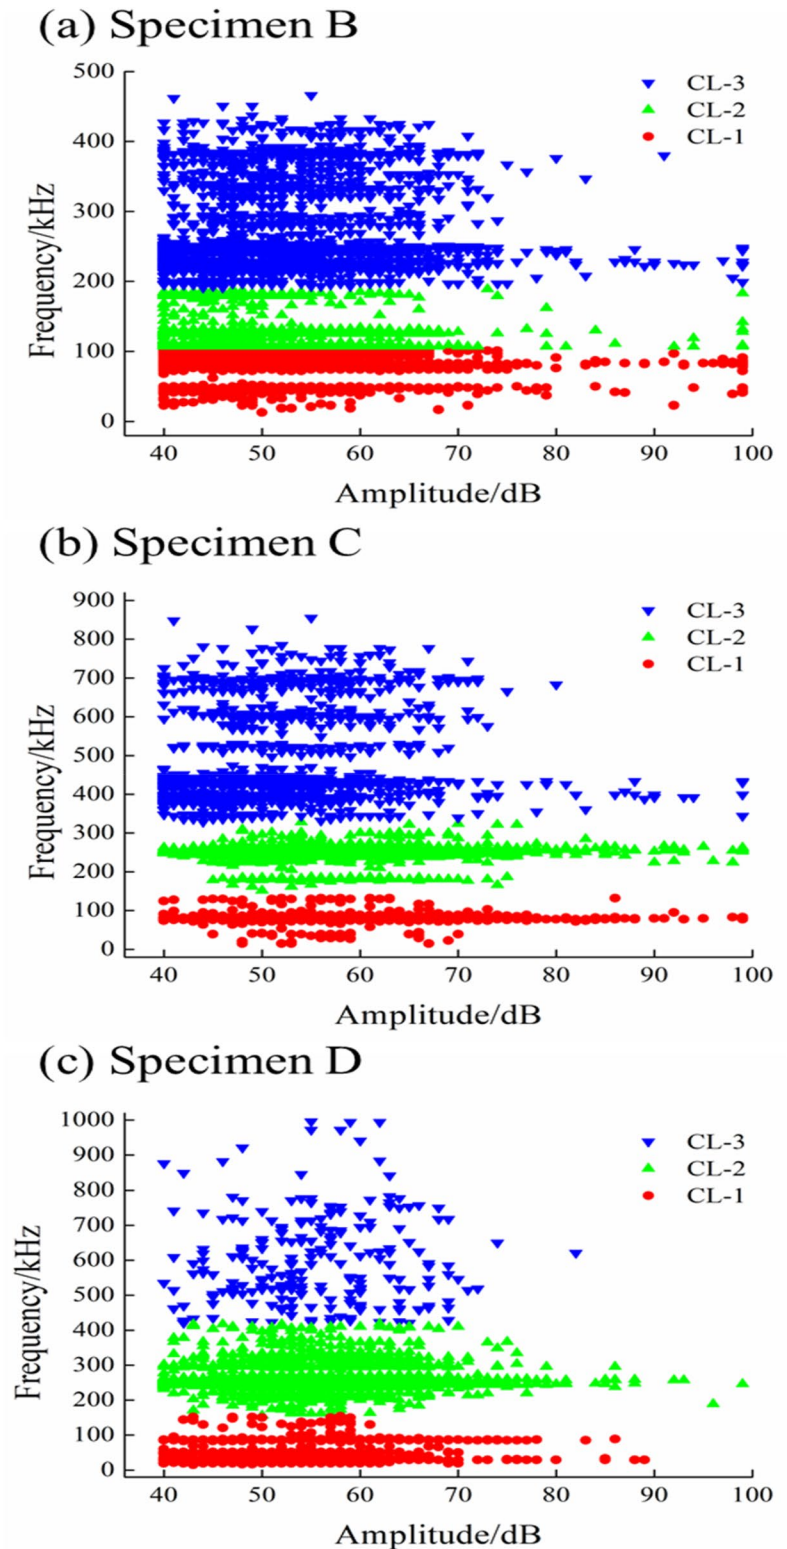 (a) Specimen B
500
400
300
200
100
0
Frequency/kHz
CL-3
CL-2
CL-1
40 50 60 70 80 90 100
Amplitude/dB
(b) Specimen C
900
800
700
600
500
400
300
200
100
0
Frequency/kHz
CL-3
CL-2
CL-1
40 50 60 70 80 90 100
Amplitude/dB
(c) Specimen D
1000
900
800
700
600
500
400
300
200
100
0
Frequency/kHz
CL-3
CL-2
CL-1
40 50 60 70 80 90 100
Amplitude/dB